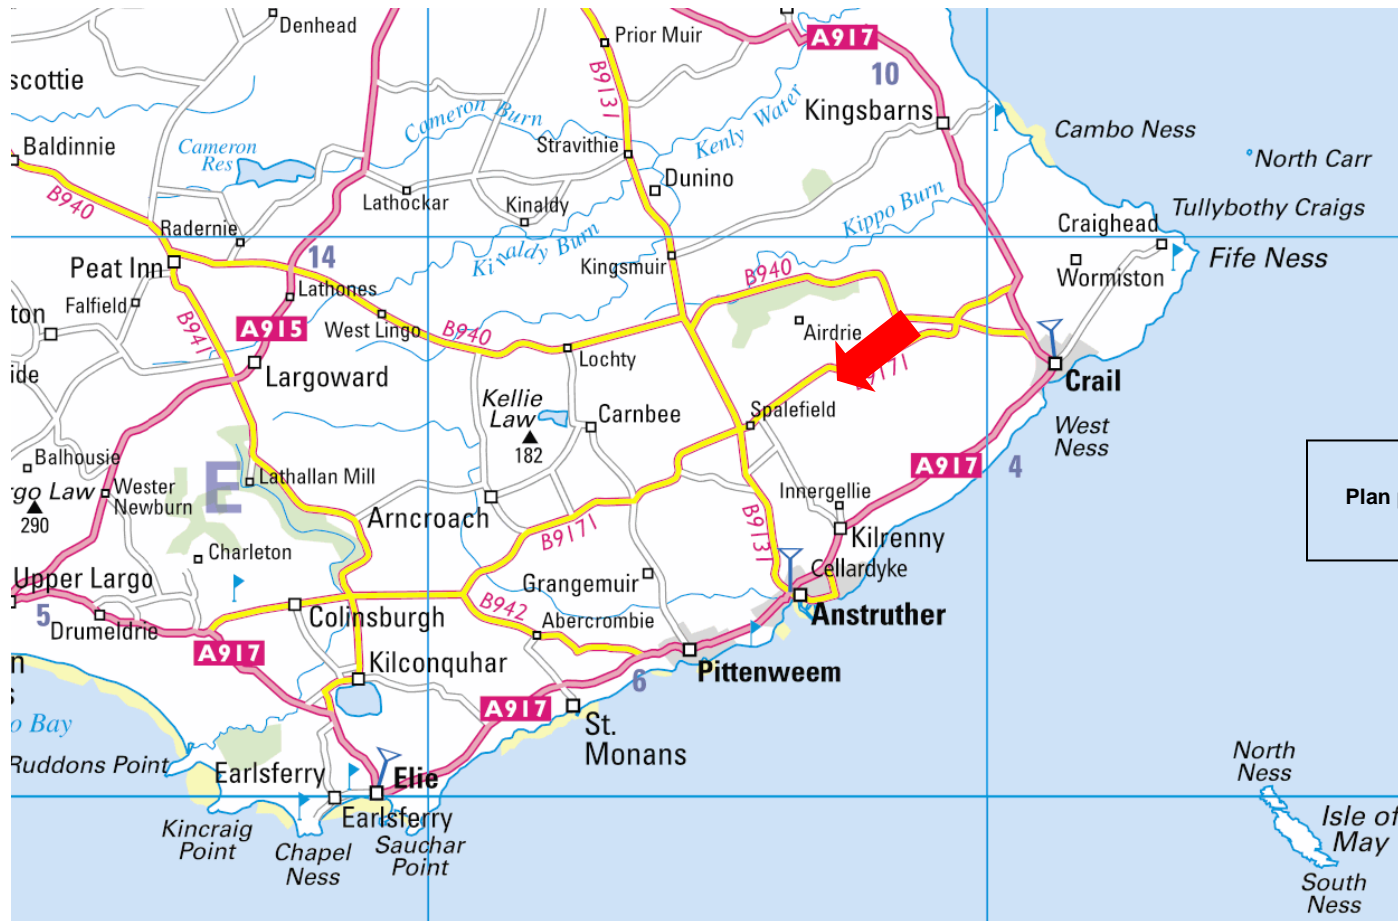 Denhead
Prior Muir
A917
10
scottie
B9131
Cameron Burn
Kenly Water
Kingsbarns
Cambo Ness
Baldinnie
Cameron
Res
Stravithie
North Carr
B940
Lathockar
Kinaldy
Dunino
Tullybothy Craigs
Radernie
Kippo Burn
Craighead
14
Kinaldy Burn
Fife Ness
Peat Inn
Kingsmuir
B940
Wormiston
Falfield
Lathones
ton
B941
A915
West Lingo
B940
Airdrie
Lochty
B9171
ide
Largoward
Crail
Kellie
Law
182
Carnbee
Spalefield
West
Ness
Balhousie
A917
4
rgo Law
290
Wester
Newburn
E
Lathallan Mill
Innergellie
Plan
Arncroach
B9171
B9131
Kilrenny
Charleton
Cellardyke
Upper Largo
Grangemuir
5
Drumeldrie
Colinsburgh
B942
Abercrombie
Anstruther
A917
Kilconquhar
6
Pittenweem
n
A917
St.
Monans
o Bay
Ruddons Point
Earlsferry
Elie
North
Ness
Earlsferry
Kincraig
Point
Chapel
Ness
Sauchar
Point
Isle of
May
South
Ness